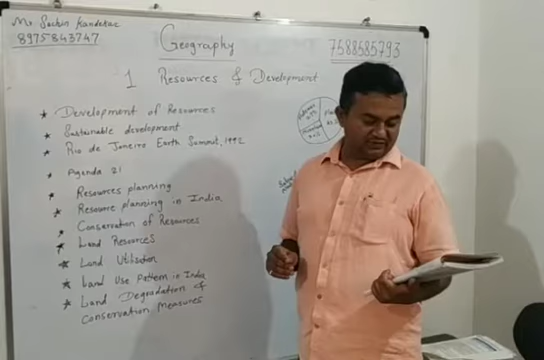 Mr Sachin Kandekar
8975843747
Geography
7588585793
1 Resources & Development
* Development of Resources
* Sustainable development
* Rio de Janeiro Earth Summit, 1992
* Agenda 21
* Resources planning
* Resource planning in India
* Conservation of Resources
* Land Resources
* Land Utilisation
* Land Use Pattern in India
* Land Degradation &
Conservation Measures